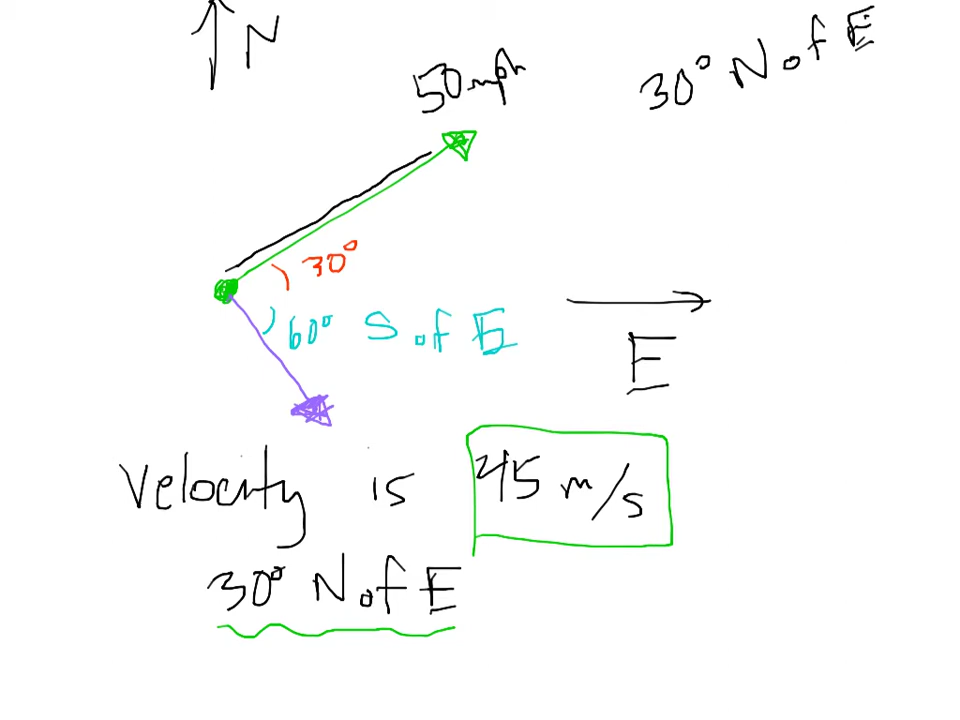 N
50 mph
30° N of E
30°
60° S of E
E
Velocity is 45 m/s
30° N of E